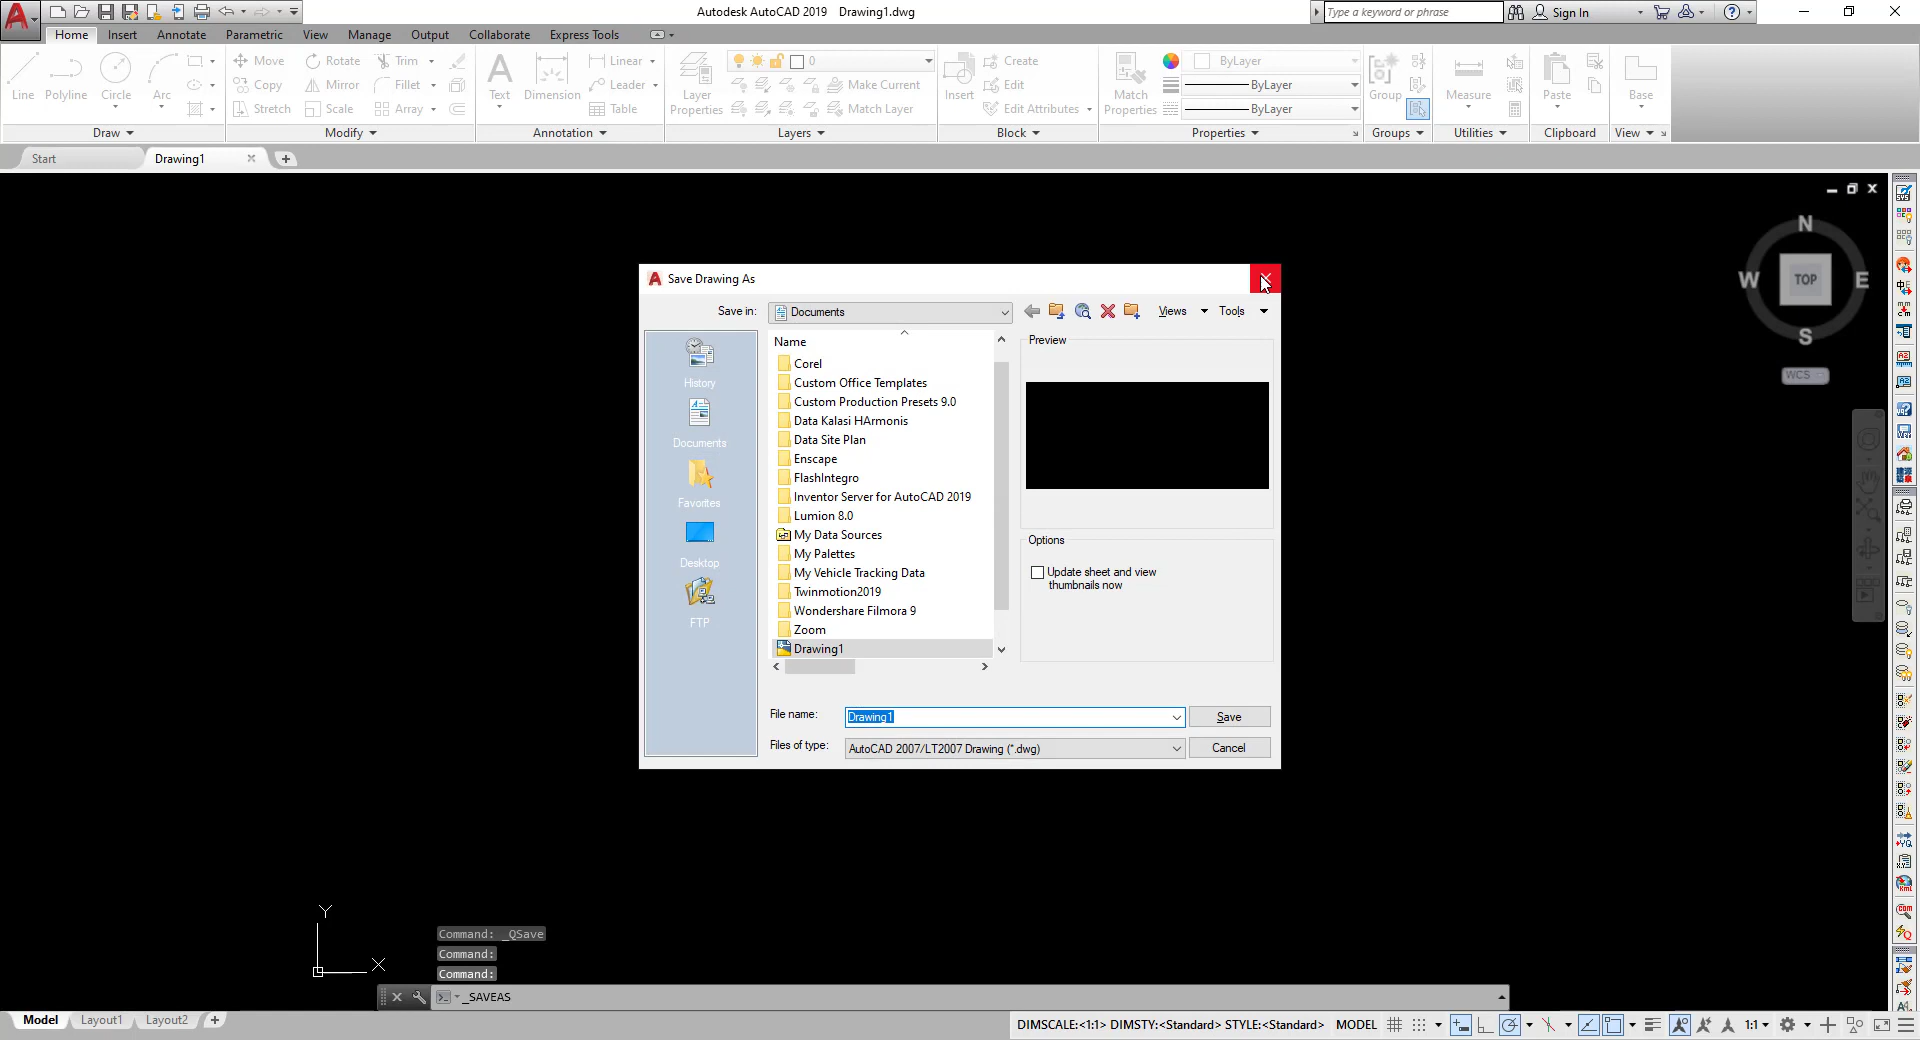 Autodesk AutoCAD 2019 Drawing1.dwg
Type a keyword or phrase
Sign In
Home Insert Annotate Parametric View Manage Output Collaborate Express Tools
Line Polyline Circle Arc
Move Rotate Trim
Copy Mirror Fillet
Stretch Scale Array
Text Dimension
Linear
Leader
Table
Layer Properties
0
Make Current
Match Layer
Insert
Create
Edit
Edit Attributes
Match Properties
ByLayer
ByLayer
ByLayer
Group
Measure
Paste
Base
Draw Modify Annotation Layers Block Properties Groups Utilities Clipboard View
Start Drawing1
N
W TOP E
S
WCS
Save Drawing As
Save in: Documents Views Tools
History
Documents
Favorites
Desktop
FTP
Name
Corel
Custom Office Templates
Custom Production Presets 9.0
Data Kalasi HArmonis
Data Site Plan
Enscape
FlashIntegro
Inventor Server for AutoCAD 2019
Lumion 8.0
My Data Sources
My Palettes
My Vehicle Tracking Data
Twinmotion2019
Wondershare Filmora 9
Zoom
Drawing1
Preview
Options
Update sheet and view
thumbnails now
File name: Drawing1 Save
Files of type: AutoCAD 2007/LT2007 Drawing (*.dwg) Cancel
Y
X
Command: _QSave
Command:
Command:
_SAVEAS
Model Layout1 Layout2
DIMSCALE:<1:1> DIMSTY:<Standard> STYLE:<Standard> MODEL 1:1